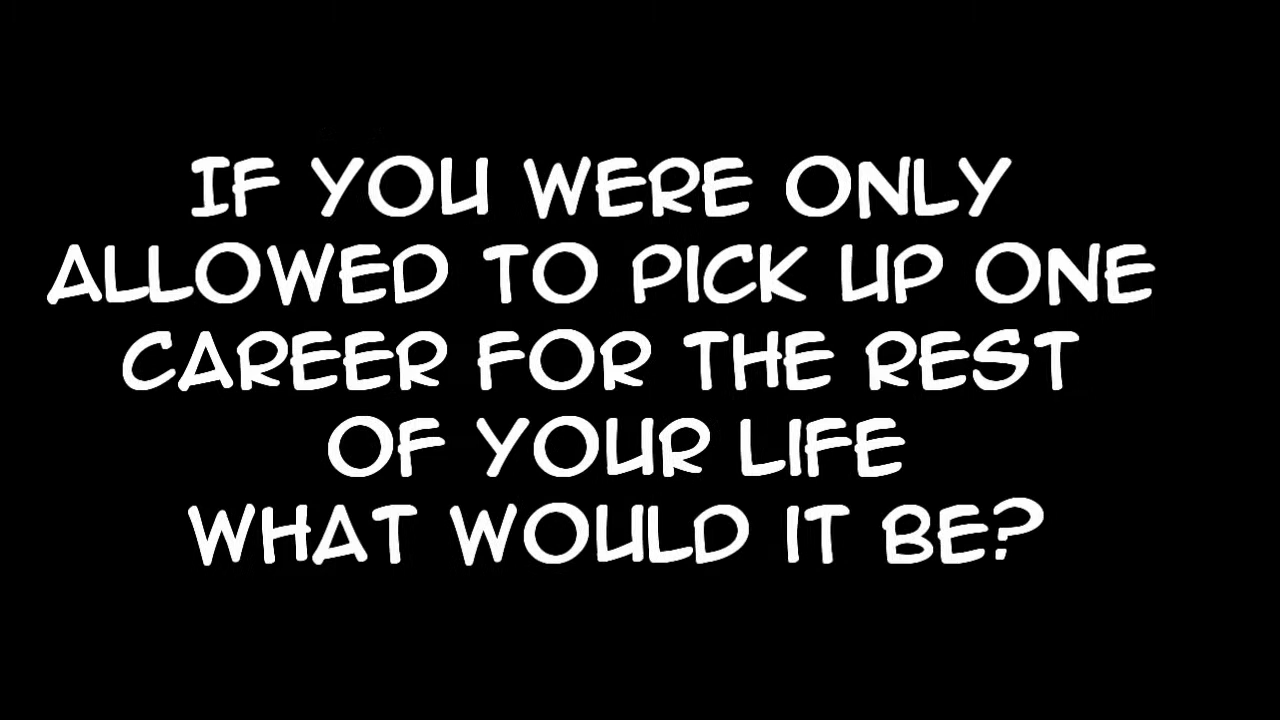 IF YOU WERE ONLY
ALLOWED TO PICK UP ONE
CAREER FOR THE REST
OF YOUR LIFE
WHAT WOULD IT BE?